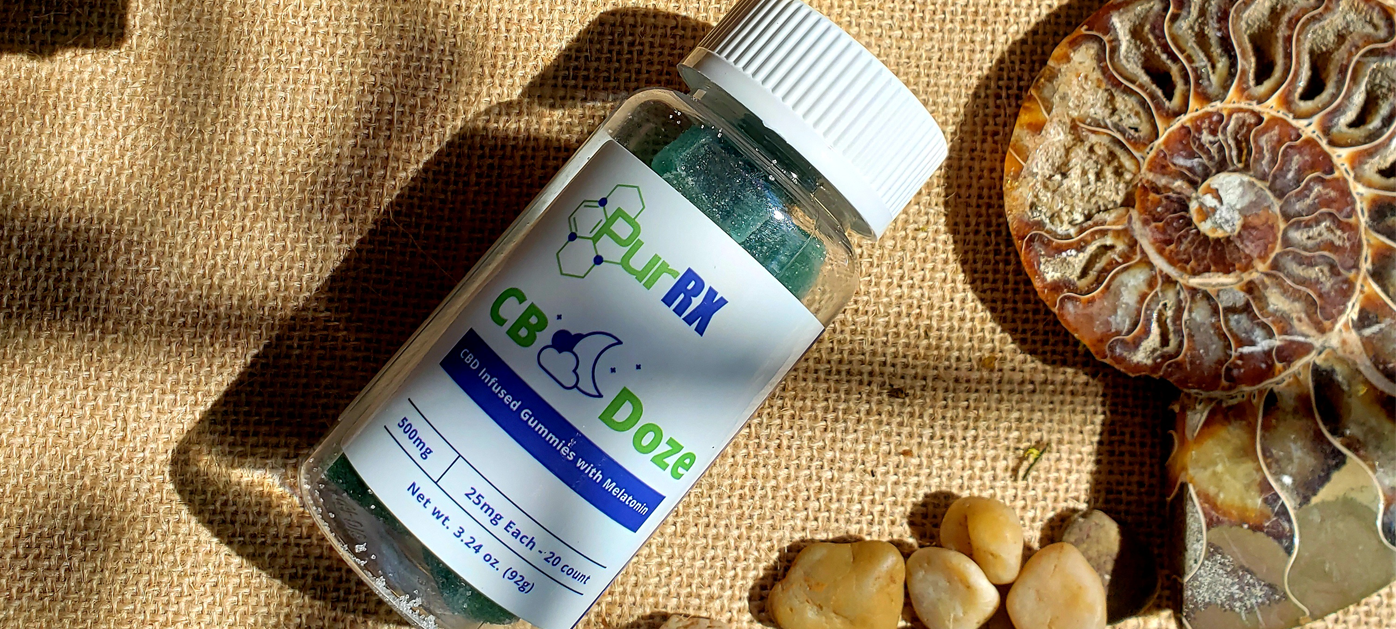 PurRX
CB Doze
CBD Infused Gummies with Melatonin
500mg
25mg Each - 20 count
Net wt. 3.24 oz. (92g)